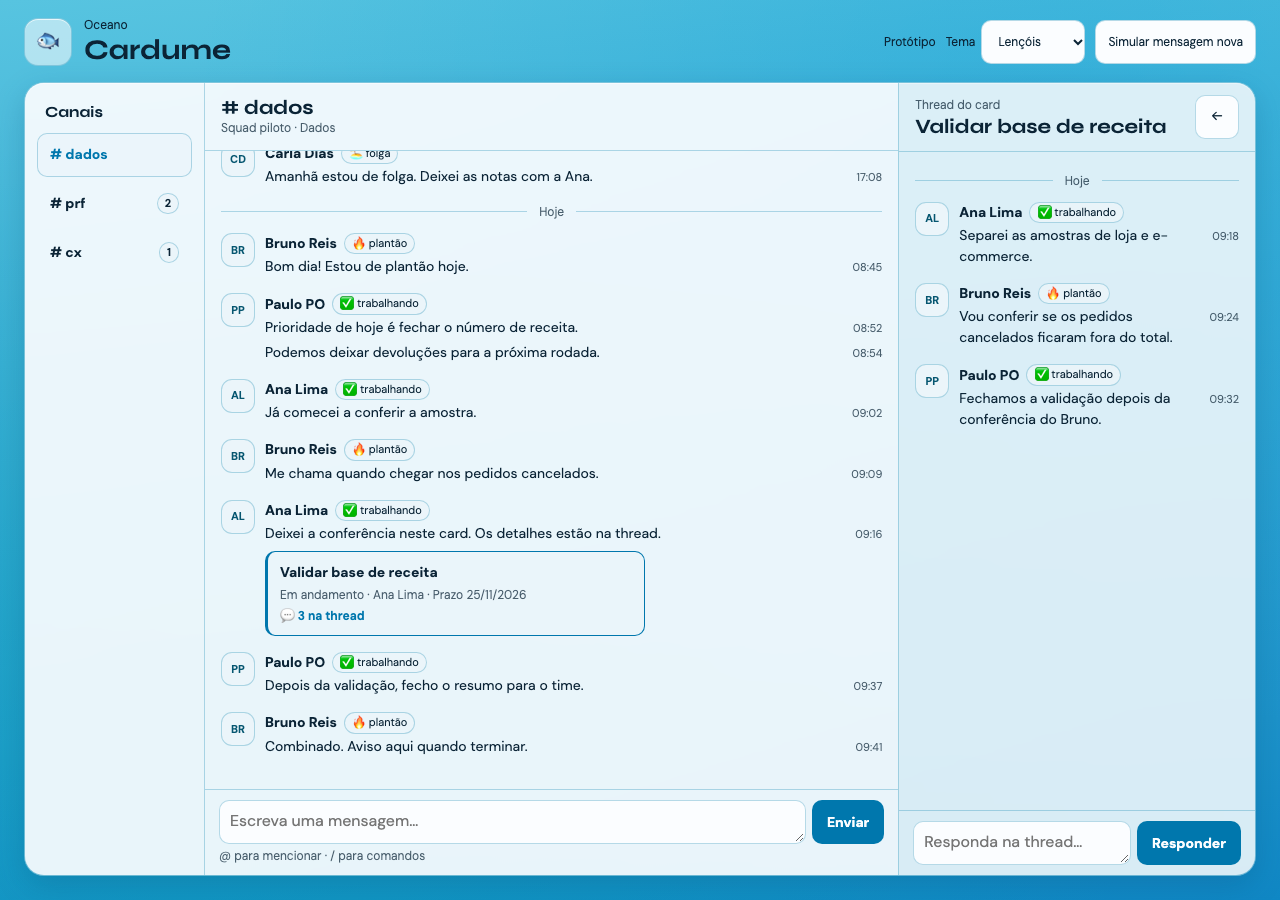 Oceano
Cardume
Protótipo
Tema
Lençóis
Simular mensagem nova
Canais
# dados
# prf
2
# cx
1
# dados
Squad piloto · Dados
CD
Carla Dias
folga
Amanhã estou de folga. Deixei as notas com a Ana.
17:08
Hoje
BR
Bruno Reis
plantão
Bom dia! Estou de plantão hoje.
08:45
PP
Paulo PO
trabalhando
Prioridade de hoje é fechar o número de receita.
08:52
Podemos deixar devoluções para a próxima rodada.
08:54
AL
Ana Lima
trabalhando
Já comecei a conferir a amostra.
09:02
BR
Bruno Reis
plantão
Me chama quando chegar nos pedidos cancelados.
09:09
AL
Ana Lima
trabalhando
Deixei a conferência neste card. Os detalhes estão na thread.
09:16
Validar base de receita
Em andamento · Ana Lima · Prazo 25/11/2026
3 na thread
PP
Paulo PO
trabalhando
Depois da validação, fecho o resumo para o time.
09:37
BR
Bruno Reis
plantão
Combinado. Aviso aqui quando terminar.
09:41
Escreva uma mensagem…
Enviar
@ para mencionar · / para comandos
Thread do card
Validar base de receita
←
Hoje
AL
Ana Lima
trabalhando
Separei as amostras de loja e e-
commerce.
09:18
BR
Bruno Reis
plantão
Vou conferir se os pedidos
cancelados ficaram fora do total.
09:24
PP
Paulo PO
trabalhando
Fechamos a validação depois da
conferência do Bruno.
09:32
Responda na thread…
Responder